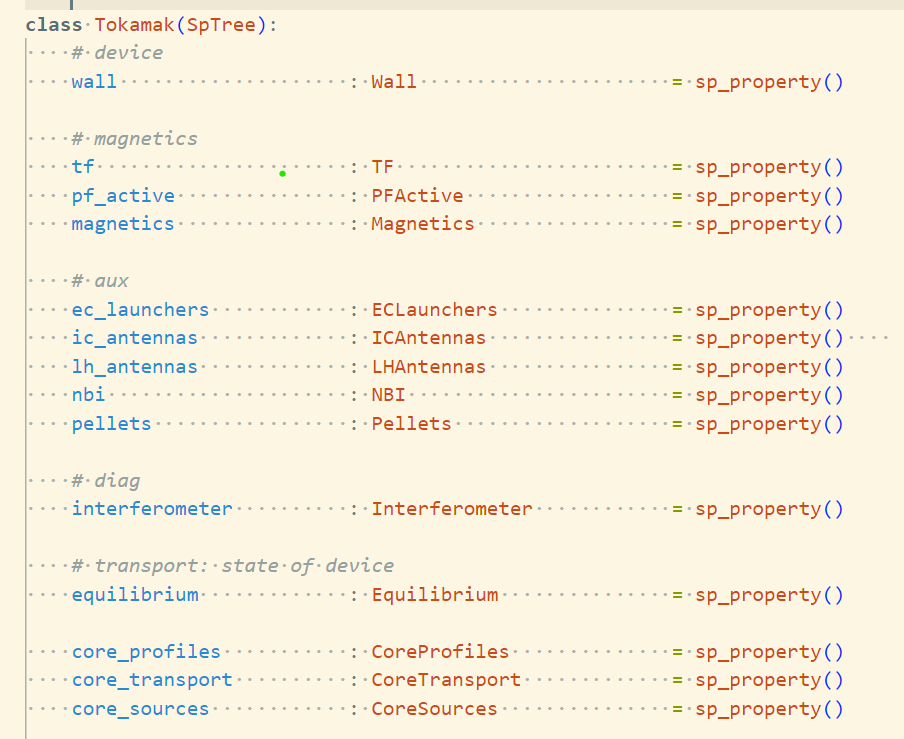 class Tokamak(SpTree):
    # device
    wall                    : Wall                      = sp_property()

    # magnetics
    tf                      : TF                        = sp_property()
    pf_active               : PFActive                  = sp_property()
    magnetics               : Magnetics                 = sp_property()

    # aux
    ec_launchers            : ECLaunchers               = sp_property()
    ic_antennas             : ICAntennas                = sp_property()
    lh_antennas             : LHAntennas                = sp_property()
    nbi                     : NBI                       = sp_property()
    pellets                 : Pellets                   = sp_property()

    # diag
    interferometer          : Interferometer            = sp_property()

    # transport: state of device
    equilibrium             : Equilibrium               = sp_property()

    core_profiles           : CoreProfiles              = sp_property()
    core_transport          : CoreTransport             = sp_property()
    core_sources            : CoreSources               = sp_property()